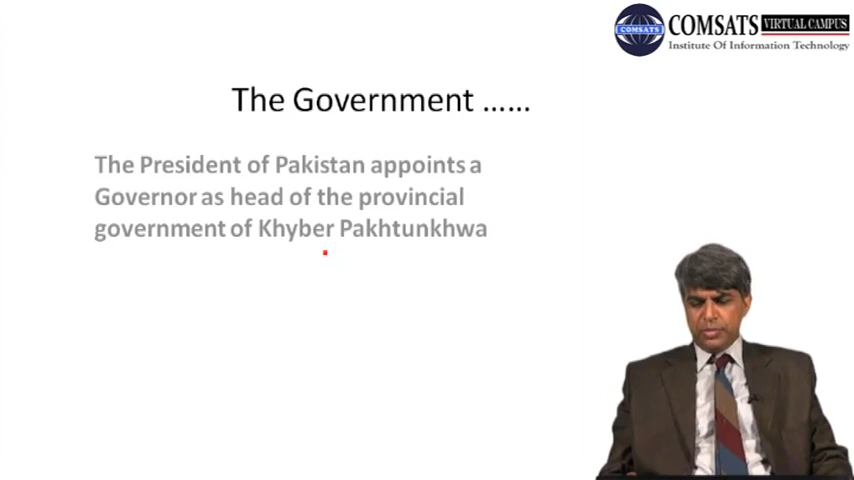 COMSATS
COMSATS VIRTUAL CAMPUS
Institute Of Information Technology
The Government ......
The President of Pakistan appoints a
Governor as head of the provincial
government of Khyber Pakhtunkhwa